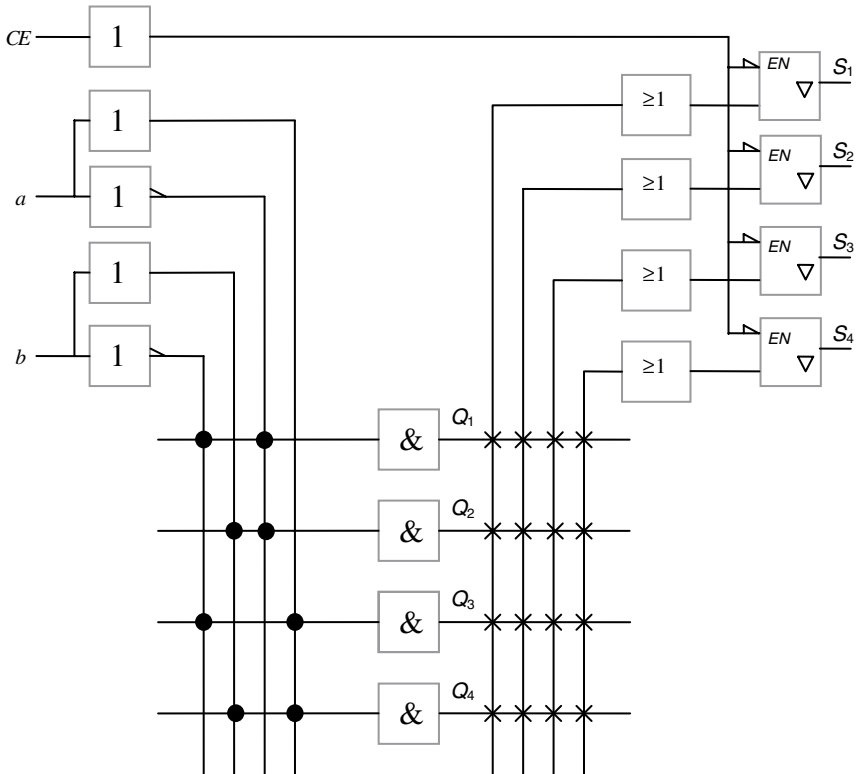 CE 1
EN S₁
≥1
1
EN S₂
a 1
≥1
EN S₃
1
≥1
EN S₄
b 1
≥1
& Q₁
& Q₂
& Q₃
& Q₄